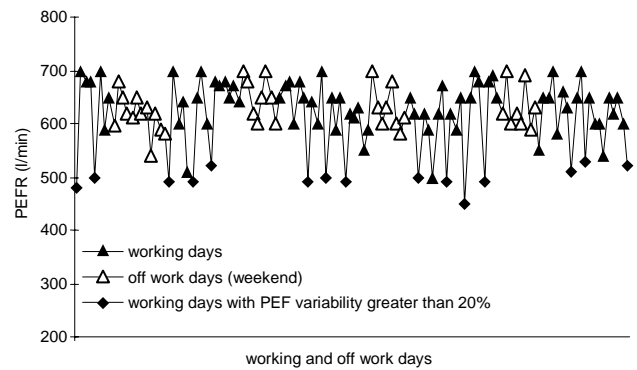 800
700
600
500
400
300
200
PEFR (l/min)
working days
off work days (weekend)
working days with PEF variability greater than 20%
working and off work days